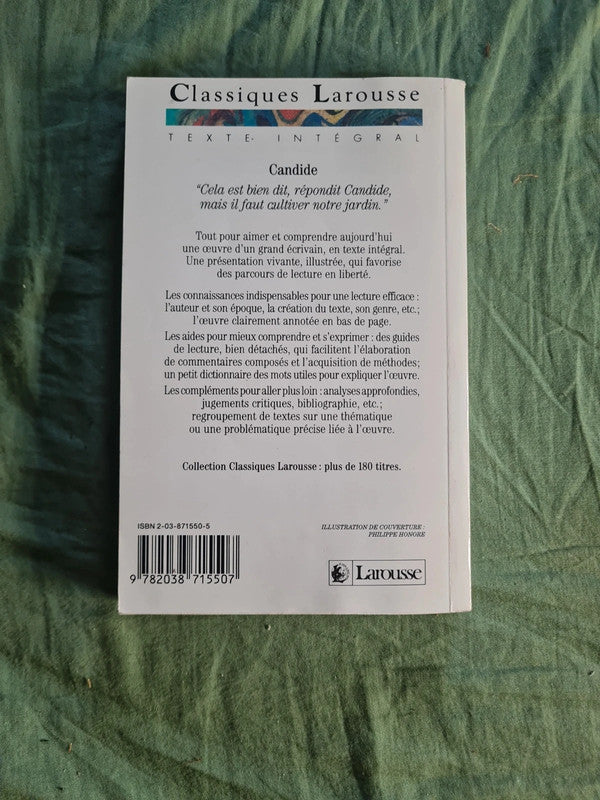 Classiques Larousse
TEXTE INTÉGRAL
Candide
“Cela est bien dit, répondit Candide,
mais il faut cultiver notre jardin.”
Tout pour aimer et comprendre aujourd'hui
une œuvre d'un grand écrivain, en texte intégral.
Une présentation vivante, illustrée, qui favorise
des parcours de lecture en liberté.
Les connaissances indispensables pour une lecture efficace :
l'auteur et son époque, la création du texte, son genre, etc.;
l'œuvre clairement annotée en bas de page.
Les aides pour mieux comprendre et s'exprimer : des guides
de lecture, bien détachés, qui facilitent l'élaboration
de commentaires composés et l'acquisition de méthodes;
un petit dictionnaire des mots utiles pour expliquer l'œuvre.
Les compléments pour aller plus loin : analyses approfondies,
jugements critiques, bibliographie, etc.;
regroupement de textes sur une thématique
ou une problématique précise liée à l'œuvre.
Collection Classiques Larousse : plus de 180 titres.
ISBN 2-03-871550-5
9 782038 715507
ILLUSTRATION DE COUVERTURE :
PHILIPPE HONORE
Larousse